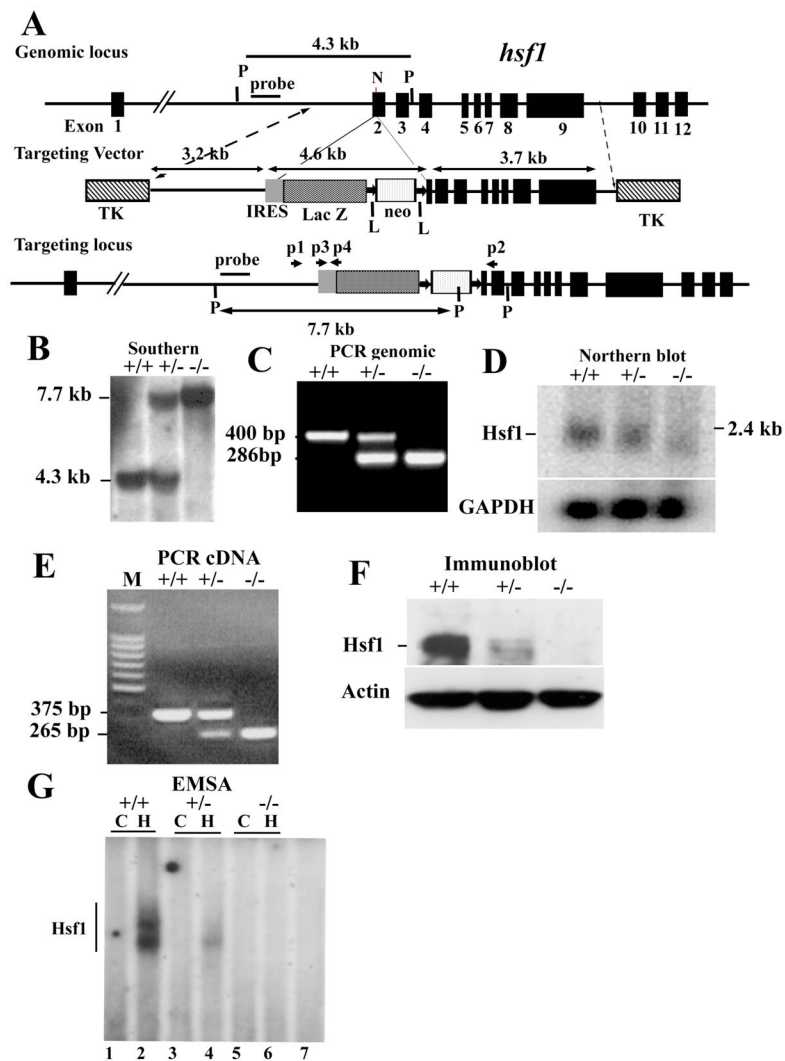 A
Genomic locus
4.3 kb
hsf1
P
probe
N
P
Exon 1
2 3 4 5 6 7 8 9 10 11 12
Targeting Vector
3.2 kb
4.6 kb
3.7 kb
TK
IRES
Lac Z
neo
TK
L
L
Targeting locus
probe
p1
p3 p4
p2
P
P
P
7.7 kb
B
Southern
+/+ +/- -/-
7.7 kb
4.3 kb
C
PCR genomic
+/+ +/- -/-
400 bp
286bp
D
Northern blot
+/+ +/- -/-
Hsf1
2.4 kb
GAPDH
E
PCR cDNA
M +/+ +/- -/-
375 bp
265 bp
F
Immunoblot
+/+ +/- -/-
Hsf1
Actin
G
EMSA
+/+ +/- -/-
C H C H C H
Hsf1
1 2 3 4 5 6 7